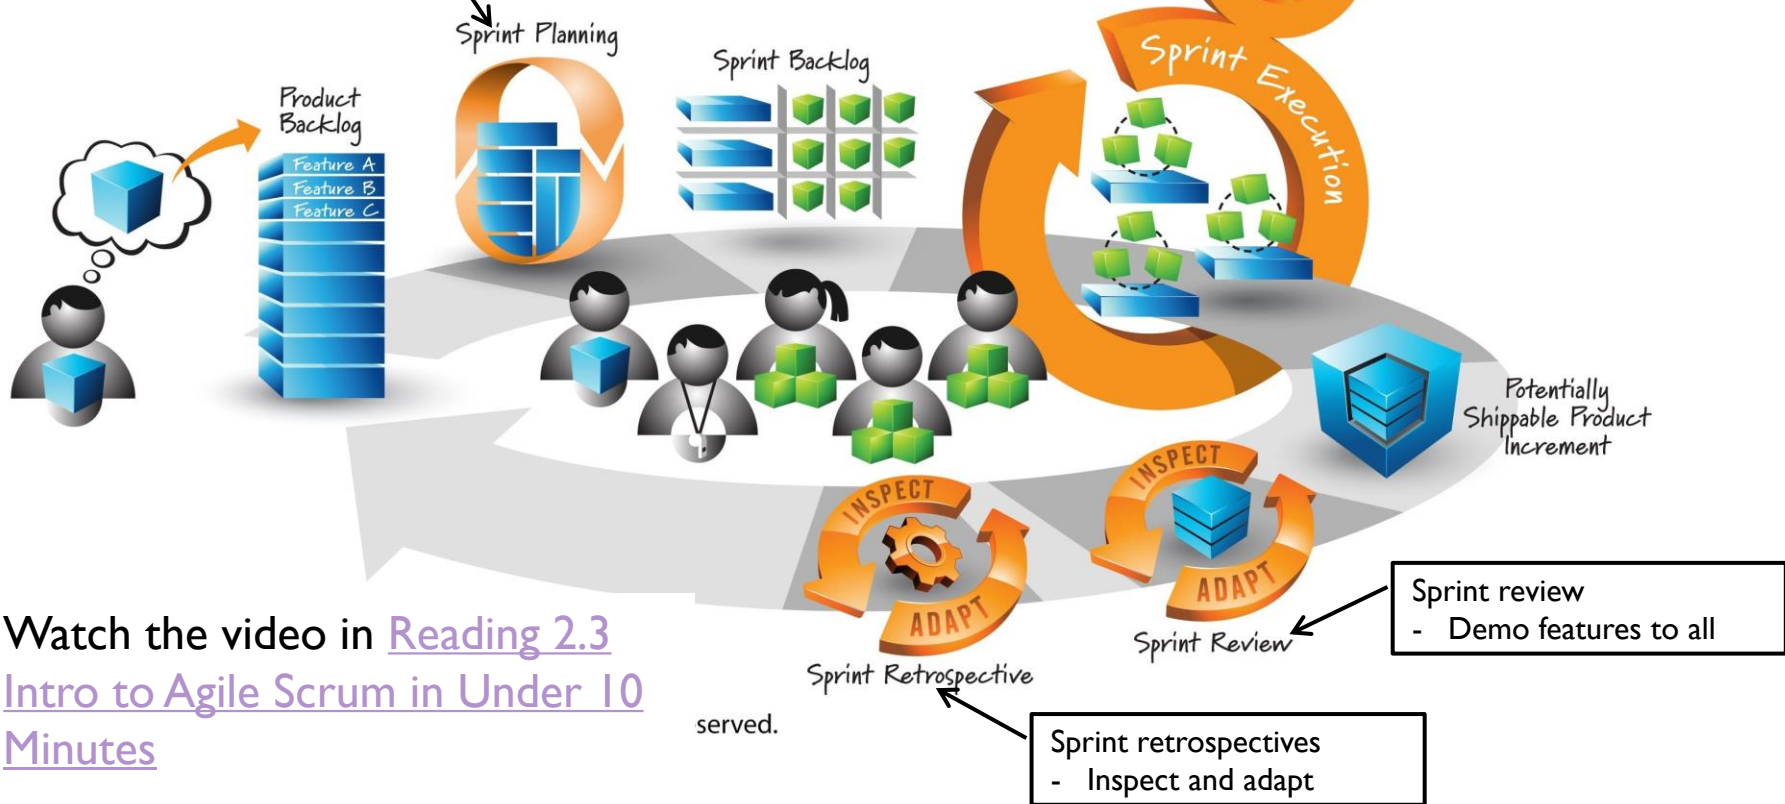 Sprint Planning
Sprint Backlog
Sprint Execution
Product
Backlog
Feature A
Feature B
Feature C
Potentially
Shippable Product
Increment
INSPECT
ADAPT
Sprint Review
INSPECT
ADAPT
Sprint Retrospective
Sprint review
- Demo features to all
Watch the video in Reading 2.3
Intro to Agile Scrum in Under 10
Minutes
served.
Sprint retrospectives
- Inspect and adapt